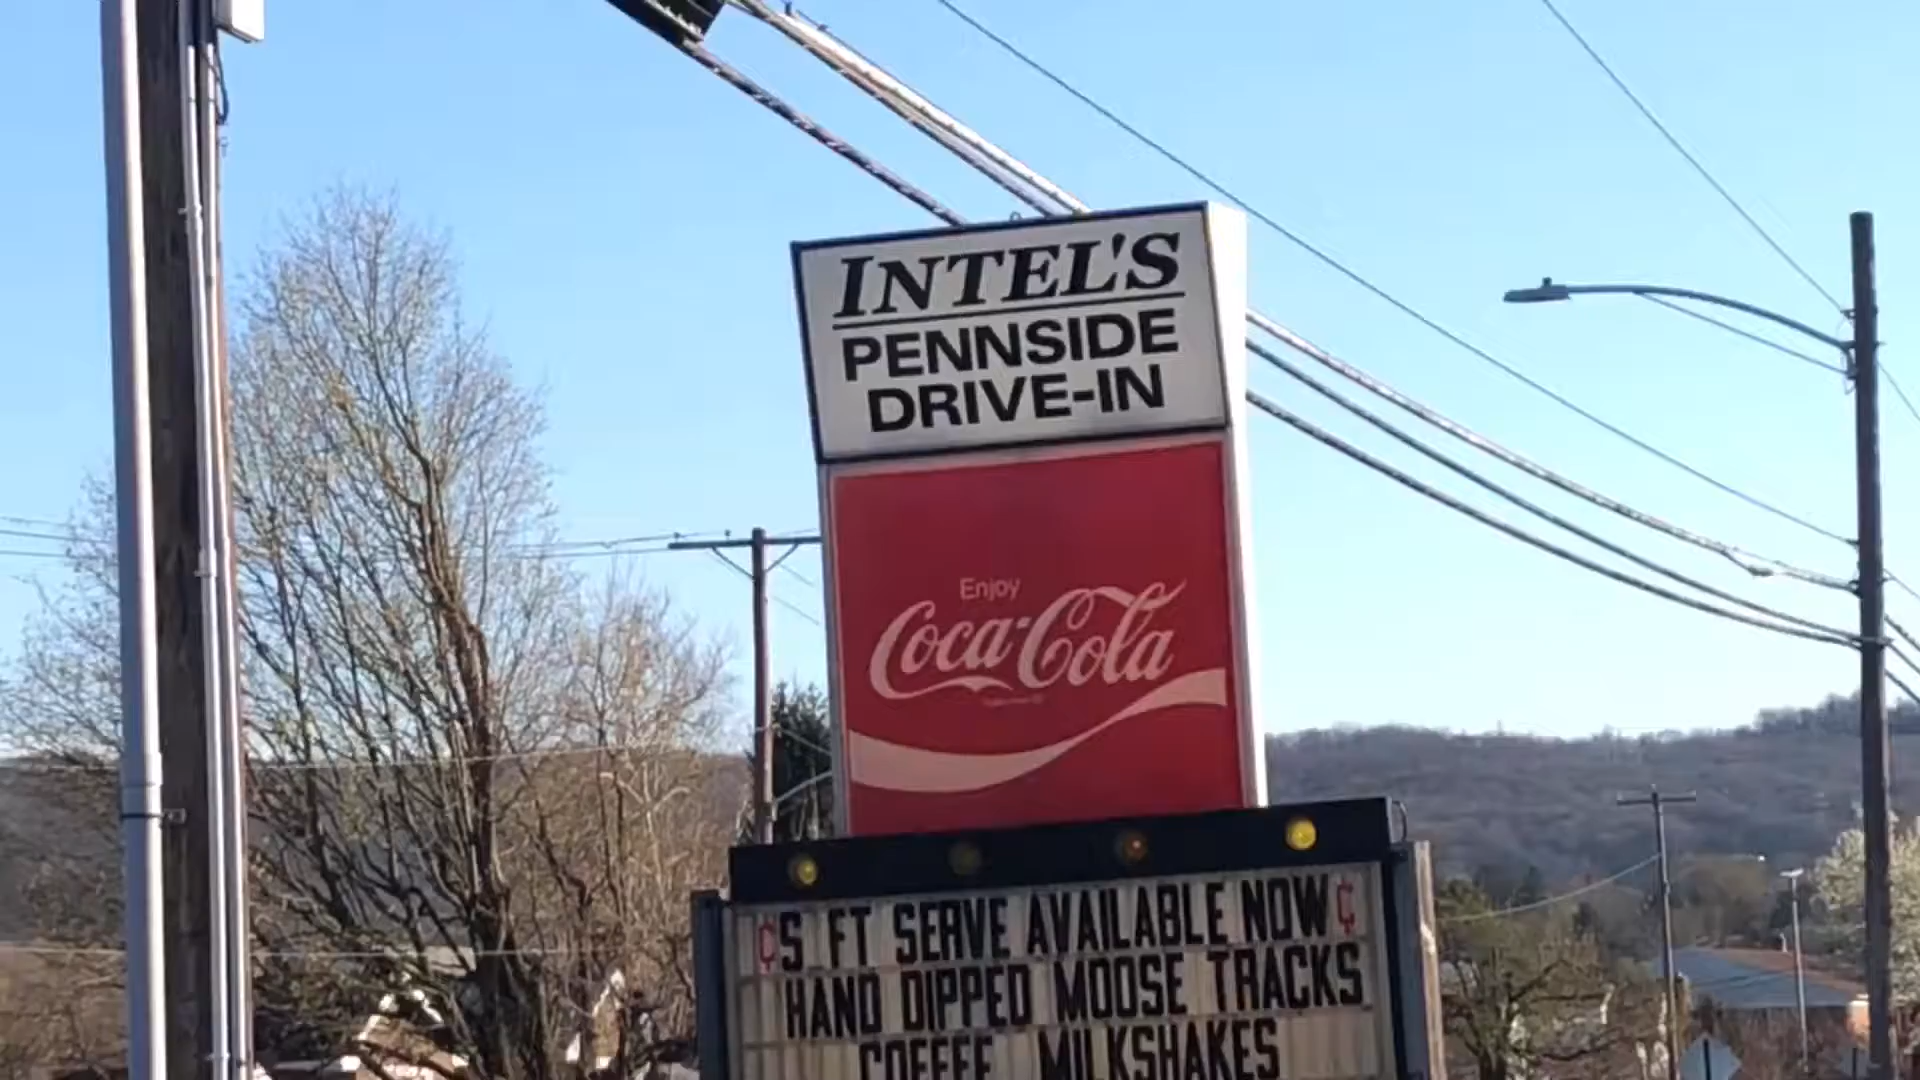 INTEL'S
PENNSIDE
DRIVE-IN
Enjoy
Coca-Cola
¢S FT SERVE AVAILABLE NOW¢
HAND DIPPED MOOSE TRACKS
COFFEE MILKSHAKES